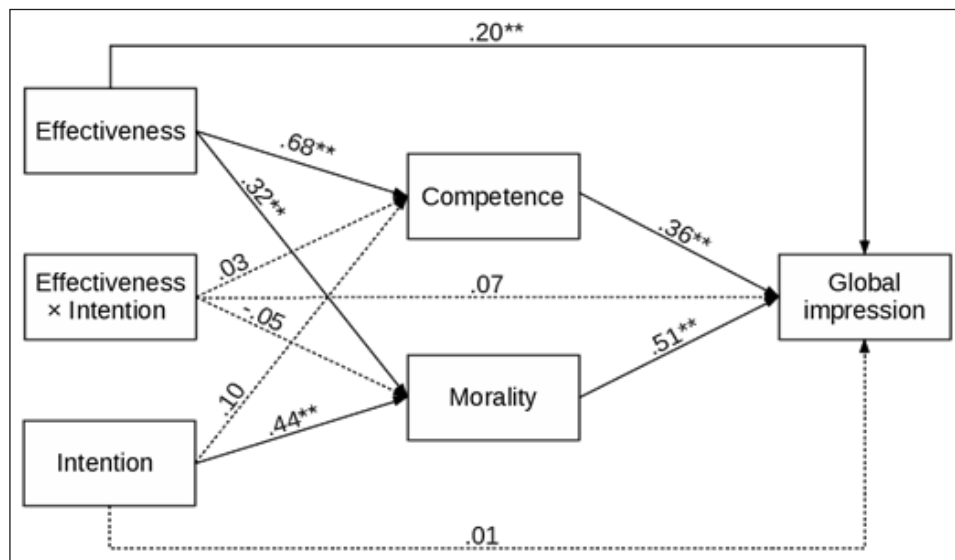 .20**
Effectiveness
.68**
.32**
Competence
.36**
.03
Effectiveness
× Intention
.07
Global
impression
-.05
.51**
.10
Morality
.44**
Intention
.01